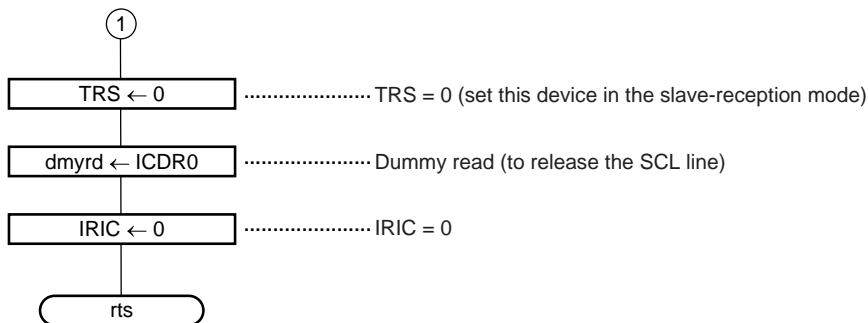 1
TRS ← 0 ...................... TRS = 0 (set this device in the slave-reception mode)
dmyrd ← ICDR0 ...................... Dummy read (to release the SCL line)
IRIC ← 0 ...................... IRIC = 0
rts